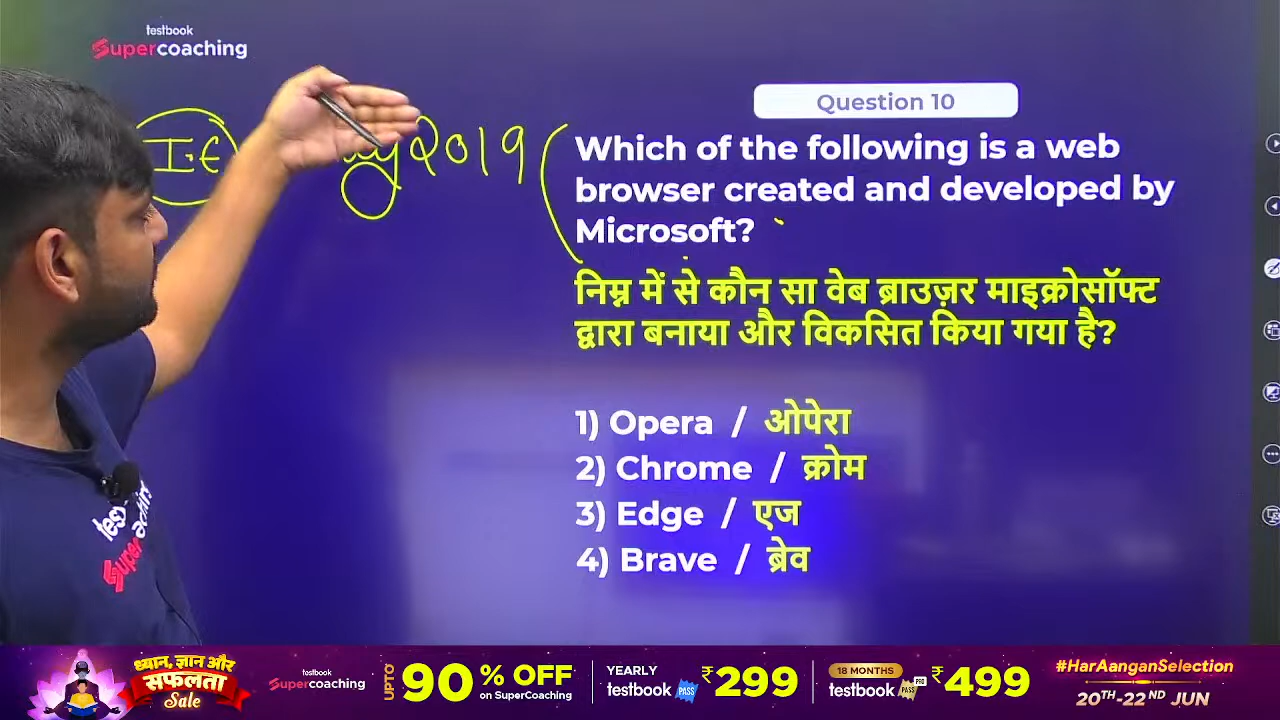 testbook
Supercoaching
I.E
2019
Question 10
Which of the following is a web
browser created and developed by
Microsoft?
निम्न में से कौन सा वेब ब्राउज़र माइक्रोसॉफ्ट
द्वारा बनाया और विकसित किया गया है?
1) Opera / ओपेरा
2) Chrome / क्रोम
3) Edge / एज
4) Brave / ब्रेव
ध्यान, ज्ञान और
सफलता
Sale
testbook
Supercoaching
UPTO
90 % OFF
on SuperCoaching
YEARLY
testbook PASS
₹299
18 MONTHS
testbook PASS PRO
₹499
#HarAanganSelection
20TH-22ND JUN